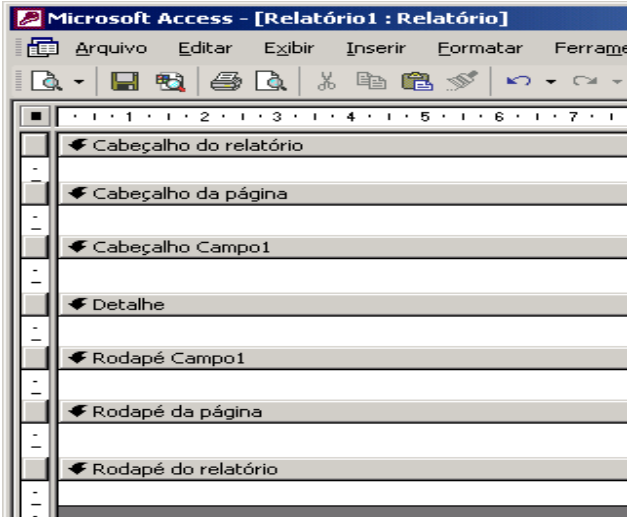 Microsoft Access - [Relatório1 : Relatório]
Arquivo Editar Exibir Inserir Formatar Ferrame
1 2 3 4 5 6 7
Cabeçalho do relatório
Cabeçalho da página
Cabeçalho Campo1
Detalhe
Rodapé Campo1
Rodapé da página
Rodapé do relatório